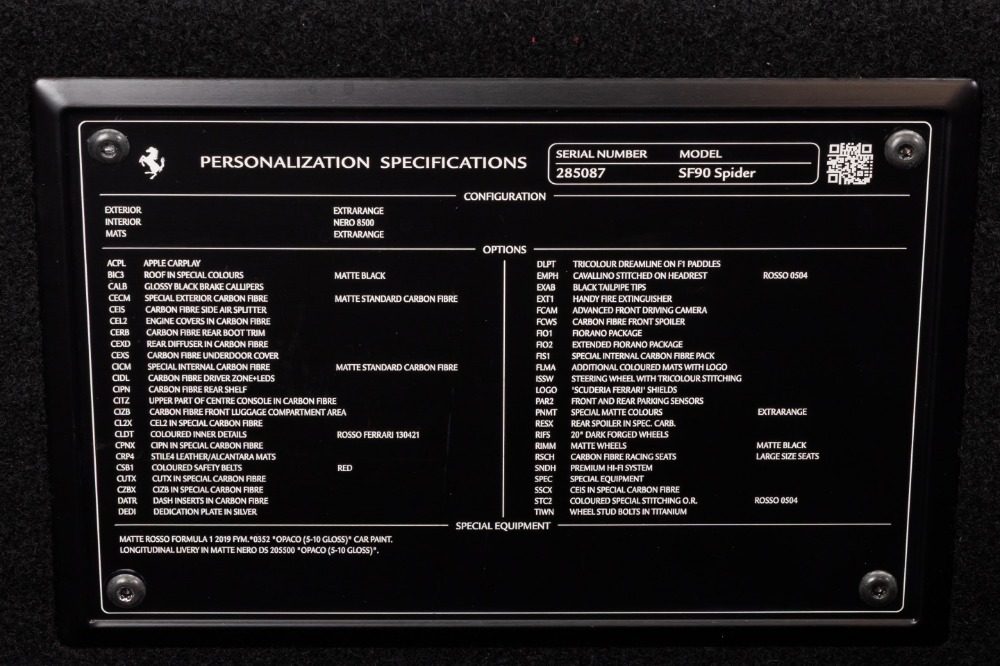 PERSONALIZATION SPECIFICATIONS
SERIAL NUMBER MODEL
285087 SF90 Spider
CONFIGURATION
EXTERIOR EXTRARANGE
INTERIOR NERO 8500
MATS EXTRARANGE
OPTIONS
ACPL APPLE CARPLAY
BIC3 ROOF IN SPECIAL COLOURS MATTE BLACK
CALB GLOSSY BLACK BRAKE CALLIPERS
CECM SPECIAL EXTERIOR CARBON FIBRE MATTE STANDARD CARBON FIBRE
CEIS CARBON FIBRE SIDE AIR SPLITTER
CEL2 ENGINE COVERS IN CARBON FIBRE
CERB CARBON FIBRE REAR BOOT TRIM
CEXD REAR DIFFUSER IN CARBON FIBRE
CEXS CARBON FIBRE UNDERDOOR COVER
CICM SPECIAL INTERNAL CARBON FIBRE MATTE STANDARD CARBON FIBRE
CIDL CARBON FIBRE DRIVER ZONE+LEDS
CIPN CARBON FIBRE REAR SHELF
CITZ UPPER PART OF CENTRE CONSOLE IN CARBON FIBRE
CIZB CARBON FIBRE FRONT LUGGAGE COMPARTMENT AREA
CL2X CEL2 IN SPECIAL CARBON FIBRE
CLDT COLOURED INNER DETAILS ROSSO FERRARI 130421
CPNX CIPN IN SPECIAL CARBON FIBRE
CRP4 STILE4 LEATHER/ALCANTARA MATS
CSB1 COLOURED SAFETY BELTS RED
CUTX CUTX IN SPECIAL CARBON FIBRE
CZBX CIZB IN SPECIAL CARBON FIBRE
DATR DASH INSERTS IN CARBON FIBRE
DEDI DEDICATION PLATE IN SILVER
DLPT TRICOLOUR DREAMLINE ON F1 PADDLES
EMPH CAVALLINO STITCHED ON HEADREST ROSSO 0504
EXAB BLACK TAILPIPE TIPS
EXT1 HANDY FIRE EXTINGUISHER
FCAM ADVANCED FRONT DRIVING CAMERA
FCWS CARBON FIBRE FRONT SPOILER
FIO1 FIORANO PACKAGE
FIO2 EXTENDED FIORANO PACKAGE
FIS1 SPECIAL INTERNAL CARBON FIBRE PACK
FLMA ADDITIONAL COLOURED MATS WITH LOGO
ISSW STEERING WHEEL WITH TRICOLOUR STITCHING
LOGO "SCUDERIA FERRARI" SHIELDS
PAR2 FRONT AND REAR PARKING SENSORS
PNMT SPECIAL MATTE COLOURS EXTRARANGE
RESX REAR SPOILER IN SPEC. CARB.
RIFS 20" DARK FORGED WHEELS
RIMM MATTE WHEELS MATTE BLACK
RSCH CARBON FIBRE RACING SEATS LARGE SIZE SEATS
SNDH PREMIUM HI-FI SYSTEM
SPEC SPECIAL EQUIPMENT
SSCX CEIS IN SPECIAL CARBON FIBRE
STC2 COLOURED SPECIAL STITCHING O.R. ROSSO 0504
TIWN WHEEL STUD BOLTS IN TITANIUM
SPECIAL EQUIPMENT
MATTE ROSSO FORMULA 1 2019 FYM.*0352 "OPACO (5-10 GLOSS)" CAR PAINT.
LONGITUDINAL LIVERY IN MATTE NERO DS 205500 "OPACO (5-10 GLOSS)".